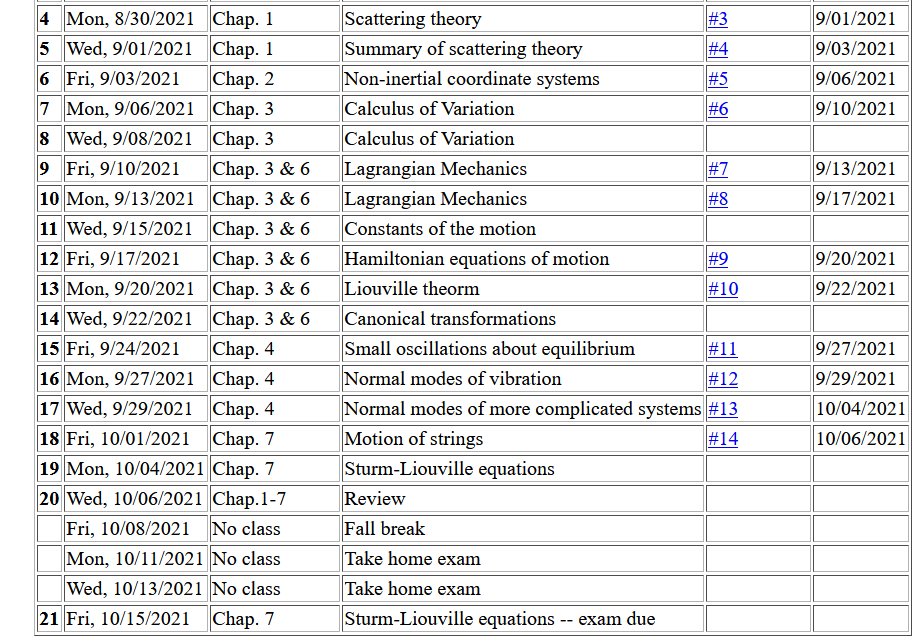 4 Mon, 8/30/2021 Chap. 1 Scattering theory #3 9/01/2021
5 Wed, 9/01/2021 Chap. 1 Summary of scattering theory #4 9/03/2021
6 Fri, 9/03/2021 Chap. 2 Non-inertial coordinate systems #5 9/06/2021
7 Mon, 9/06/2021 Chap. 3 Calculus of Variation #6 9/10/2021
8 Wed, 9/08/2021 Chap. 3 Calculus of Variation
9 Fri, 9/10/2021 Chap. 3 & 6 Lagrangian Mechanics #7 9/13/2021
10 Mon, 9/13/2021 Chap. 3 & 6 Lagrangian Mechanics #8 9/17/2021
11 Wed, 9/15/2021 Chap. 3 & 6 Constants of the motion
12 Fri, 9/17/2021 Chap. 3 & 6 Hamiltonian equations of motion #9 9/20/2021
13 Mon, 9/20/2021 Chap. 3 & 6 Liouville theorm #10 9/22/2021
14 Wed, 9/22/2021 Chap. 3 & 6 Canonical transformations
15 Fri, 9/24/2021 Chap. 4 Small oscillations about equilibrium #11 9/27/2021
16 Mon, 9/27/2021 Chap. 4 Normal modes of vibration #12 9/29/2021
17 Wed, 9/29/2021 Chap. 4 Normal modes of more complicated systems #13 10/04/2021
18 Fri, 10/01/2021 Chap. 7 Motion of strings #14 10/06/2021
19 Mon, 10/04/2021 Chap. 7 Sturm-Liouville equations
20 Wed, 10/06/2021 Chap.1-7 Review
Fri, 10/08/2021 No class Fall break
Mon, 10/11/2021 No class Take home exam
Wed, 10/13/2021 No class Take home exam
21 Fri, 10/15/2021 Chap. 7 Sturm-Liouville equations -- exam due